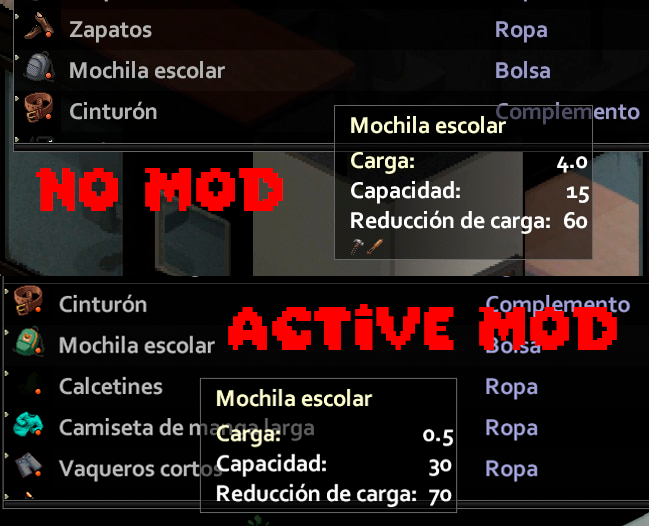 Zapatos Ropa
Mochila escolar Bolsa
Cinturón Complemento
Mochila escolar
Carga: 4.0
Capacidad: 15
Reducción de carga: 60
NO MOD
Cinturón Complemento
ACTIVE MOD
Mochila escolar Bolsa
Calcetines Ropa
Mochila escolar
Camiseta de manga larga Ropa
Carga: 0.5
Capacidad: 30
Vaqueros cortos Ropa
Reducción de carga: 70